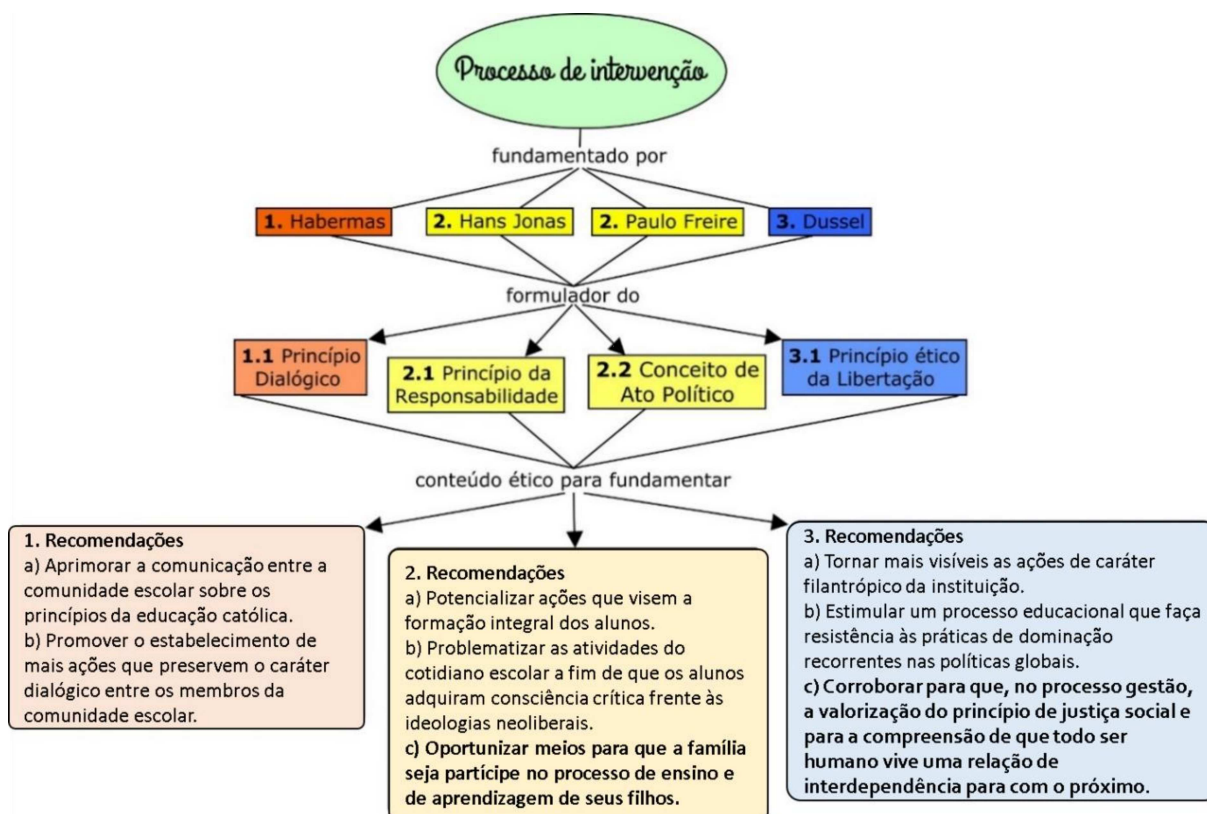 Processo de intervenção
fundamentado por
1. Habermas
2. Hans Jonas
2. Paulo Freire
3. Dussel
formulador do
1.1 Princípio
Dialógico
2.1 Princípio da
Responsabilidade
2.2 Conceito de
Ato Político
3.1 Princípio ético
da Libertação
conteúdo ético para fundamentar
1. Recomendações
a) Aprimorar a comunicação entre a
comunidade escolar sobre os
princípios da educação católica.
b) Promover o estabelecimento de
mais ações que preservem o caráter
dialógico entre os membros da
comunidade escolar.
2. Recomendações
a) Potencializar ações que visem a
formação integral dos alunos.
b) Problematizar as atividades do
cotidiano escolar a fim de que os alunos
adquiram consciência crítica frente às
ideologias neoliberais.
c) Oportunizar meios para que a família
seja partícipe no processo de ensino e
de aprendizagem de seus filhos.
3. Recomendações
a) Tornar mais visíveis as ações de caráter
filantrópico da instituição.
b) Estimular um processo educacional que faça
resistência às práticas de dominação
recorrentes nas políticas globais.
c) Corroborar para que, no processo gestão,
a valorização do princípio de justiça social e
para a compreensão de que todo ser
humano vive uma relação de
interdependência para com o próximo.